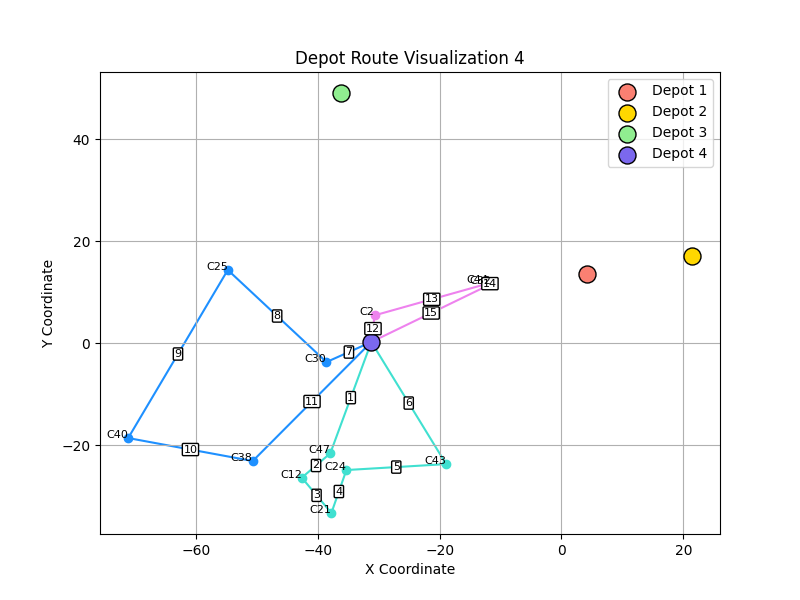 Depot Route Visualization 4
Depot 1
Depot 2
Depot 3
Depot 4
Y Coordinate
40
20
0
−20
−60
−40
−20
0
20
X Coordinate
C25
C2
C30
C40
C38
C47
C12
C24
C43
C21
1
2
3
4
5
6
7
8
9
10
11
12
13
14
15